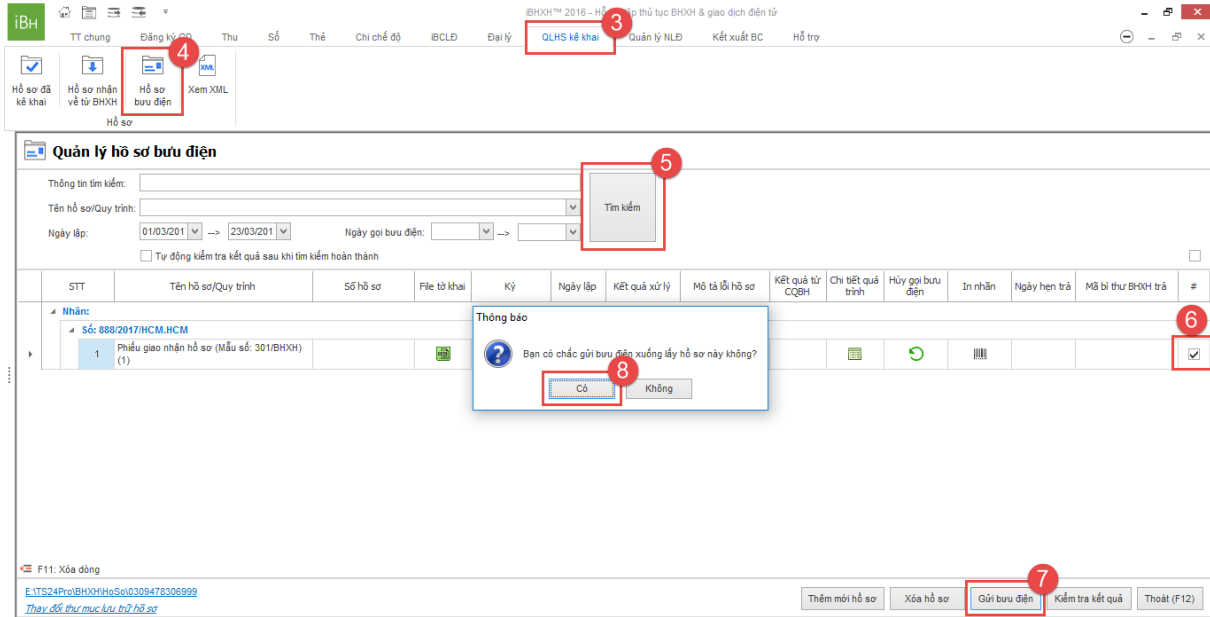 iBH
iBHXH™ 2016 - Hỗ lập thủ tục BHXH & giao dịch điện tử
3
TT chung Đăng ký GD Thu Sổ Thẻ Chi chế độ iBCLĐ Đại lý QLHS kê khai Quản lý NLĐ Kết xuất BC Hỗ trợ
4
XML
Hồ sơ đã kê khai
Hồ sơ nhận về từ BHXH
Hồ sơ bưu điện
Xem XML
Hồ sơ
Quản lý hồ sơ bưu điện
5
Thông tin tìm kiếm:
Tên hồ sơ/Quy trình:
Tìm kiếm
Ngày lập: 01/03/201 --> 23/03/201 Ngày gọi bưu điện: -->
Tự động kiểm tra kết quả sau khi tìm kiếm hoàn thành
STT Tên hồ sơ/Quy trình Số hồ sơ File tờ khai Kỳ Ngày lập Kết quả xử lý Mô tả lỗi hồ sơ Kết quả từ CQBH Chi tiết quá trình Hủy gọi bưu điện In nhãn Ngày hẹn trả Mã bì thư BHXH trả #
Nhãn:
6
Số: 888/2017/HCM.HCM
1 Phiếu giao nhận hồ sơ (Mẫu số: 301/BHXH)
(1)
Thông báo
Bạn có chắc gửi bưu điện xuống lấy hồ sơ này không?
8
Có Không
F11: Xóa dòng
7
E:\TS24Pro\BHXH\HoSo\0309478306999
Thay đổi thư mục lưu trữ hồ sơ
Thêm mới hồ sơ Xóa hồ sơ Gửi bưu điện Kiểm tra kết quả Thoát (F12)